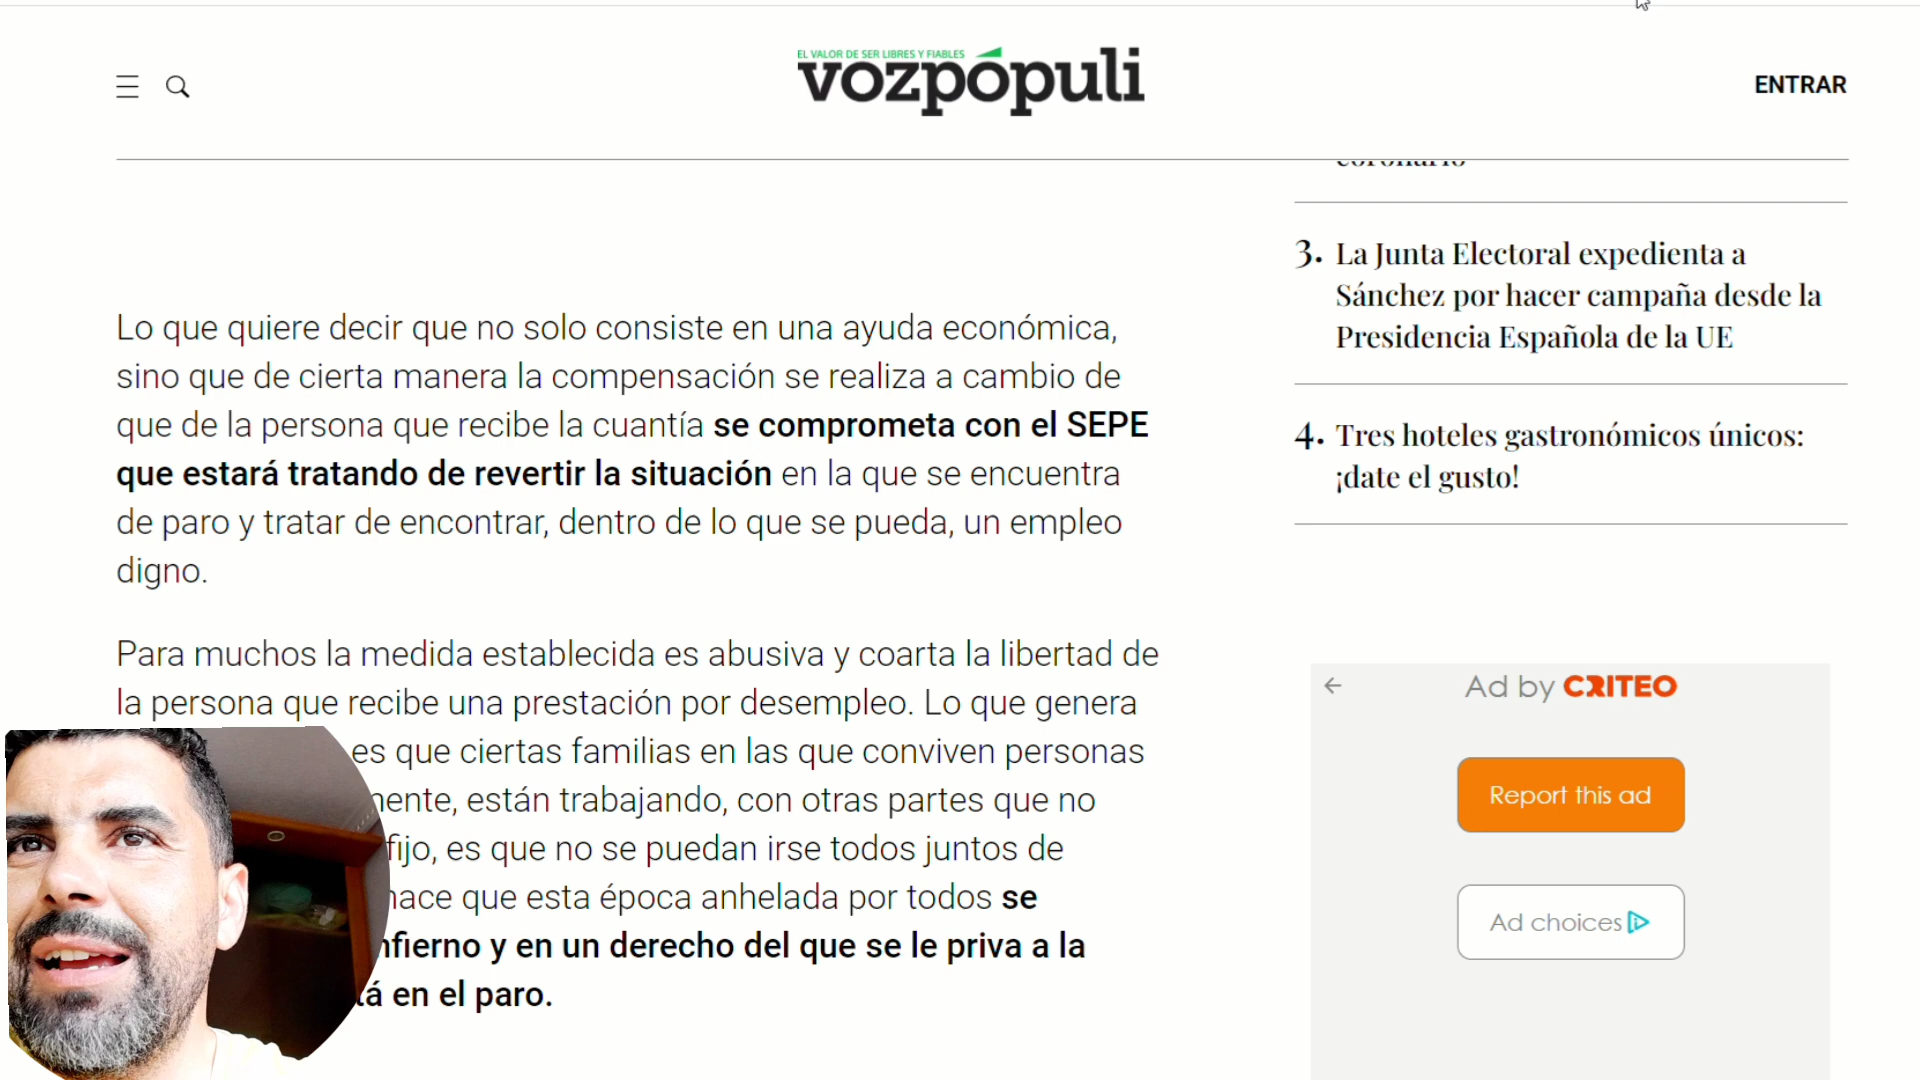 EL VALOR DE SER LIBRES Y FIABLES
vozpópuli
ENTRAR
Lo que quiere decir que no solo consiste en una ayuda económica,
sino que de cierta manera la compensación se realiza a cambio de
que de la persona que recibe la cuantía se comprometa con el SEPE
que estará tratando de revertir la situación en la que se encuentra
de paro y tratar de encontrar, dentro de lo que se pueda, un empleo
digno.
Para muchos la medida establecida es abusiva y coarta la libertad de
la persona que recibe una prestación por desempleo. Lo que genera
es que ciertas familias en las que conviven personas
están trabajando, con otras partes que no
fijo, es que no se puedan irse todos juntos de
que esta época anhelada por todos se
y en un derecho del que se le priva a la
en el paro.
3. La Junta Electoral expedienta a
Sánchez por hacer campaña desde la
Presidencia Española de la UE
4. Tres hoteles gastronómicos únicos:
¡date el gusto!
Ad by CRITEO
Report this ad
Ad choices